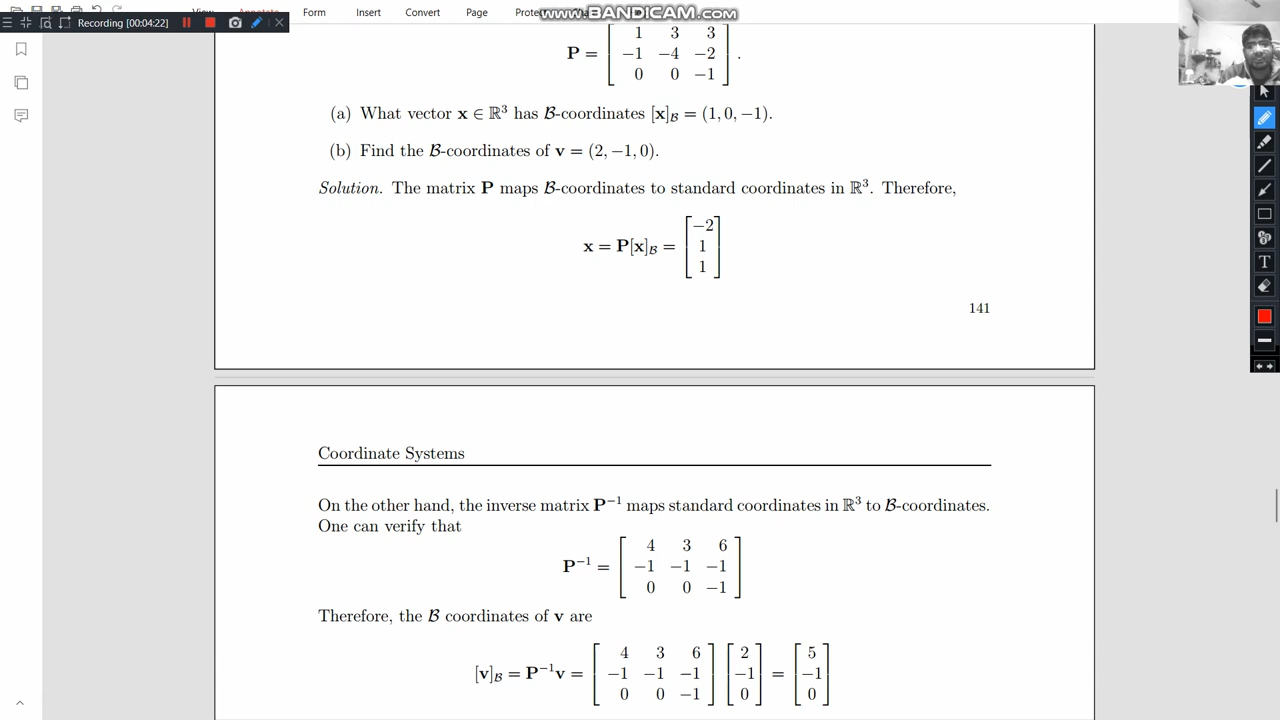 www.BANDICAM.com
Recording [00:04:22]
View Annotate Form Insert Convert Page Prote
P = [ 1 3 3
−1 −4 −2
0 0 −1 ] .
(a) What vector x ∈ ℝ³ has ℬ-coordinates [x]ℬ = (1, 0, −1).
(b) Find the ℬ-coordinates of v = (2, −1, 0).
Solution. The matrix P maps ℬ-coordinates to standard coordinates in ℝ³. Therefore,
x = P[x]ℬ = [ −2
1
1 ]
141
Coordinate Systems
On the other hand, the inverse matrix P⁻¹ maps standard coordinates in ℝ³ to ℬ-coordinates.
One can verify that
P⁻¹ = [ 4 3 6
−1 −1 −1
0 0 −1 ]
Therefore, the ℬ coordinates of v are
[v]ℬ = P⁻¹v = [ 4 3 6
−1 −1 −1
0 0 −1 ] [ 2
−1
0 ] = [ 5
−1
0 ]